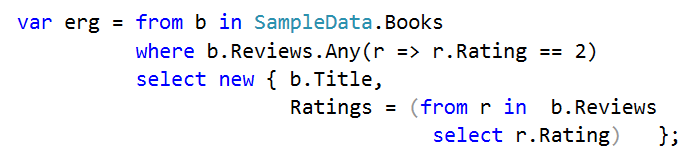 var erg = from b in SampleData.Books
where b.Reviews.Any(r => r.Rating == 2)
select new { b.Title,
Ratings = (from r in  b.Reviews
select r.Rating)   };